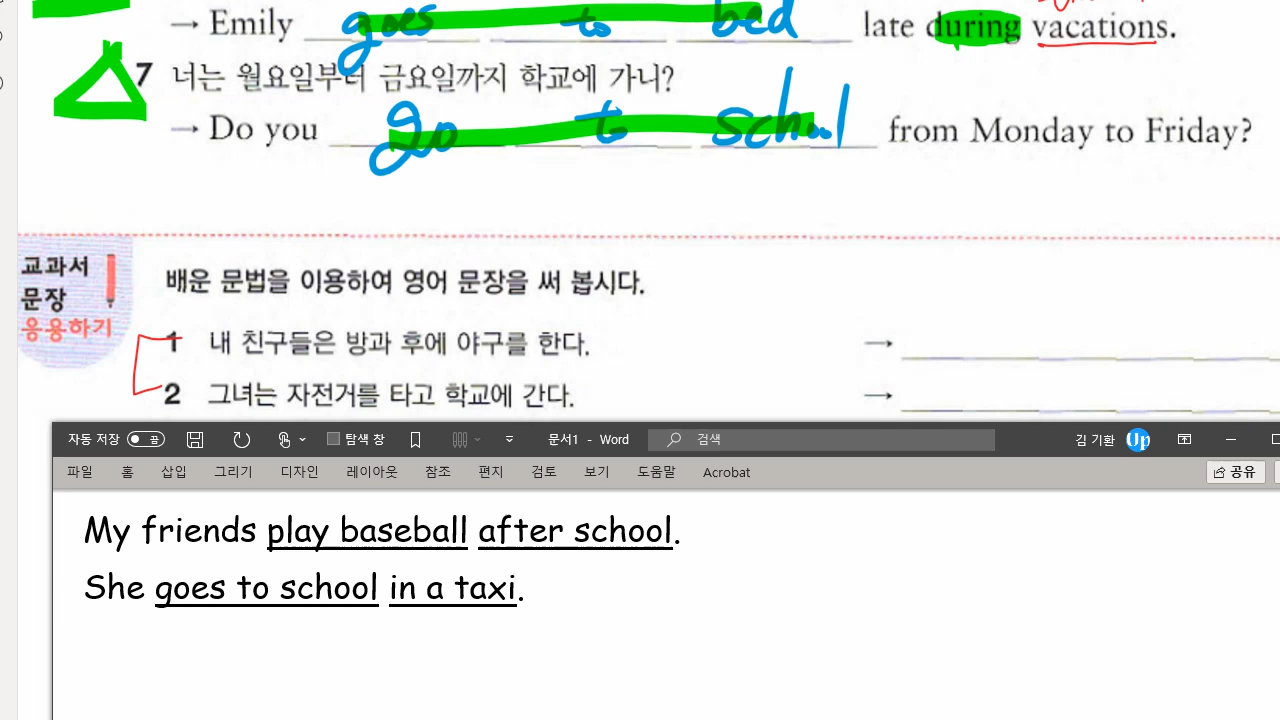 → Emily goes to bed late during vacations.
7 너는 월요일부터 금요일까지 학교에 가니?
→ Do you go to school from Monday to Friday?
교과서
문장
응용하기
배운 문법을 이용하여 영어 문장을 써 봅시다.
1 내 친구들은 방과 후에 야구를 한다. →
2 그녀는 자전거를 타고 학교에 간다. →
자동 저장 끔 탐색 창 문서1 - Word 검색 김 기환 Up
파일 홈 삽입 그리기 디자인 레이아웃 참조 편지 검토 보기 도움말 Acrobat 공유
My friends play baseball after school.
She goes to school in a taxi.